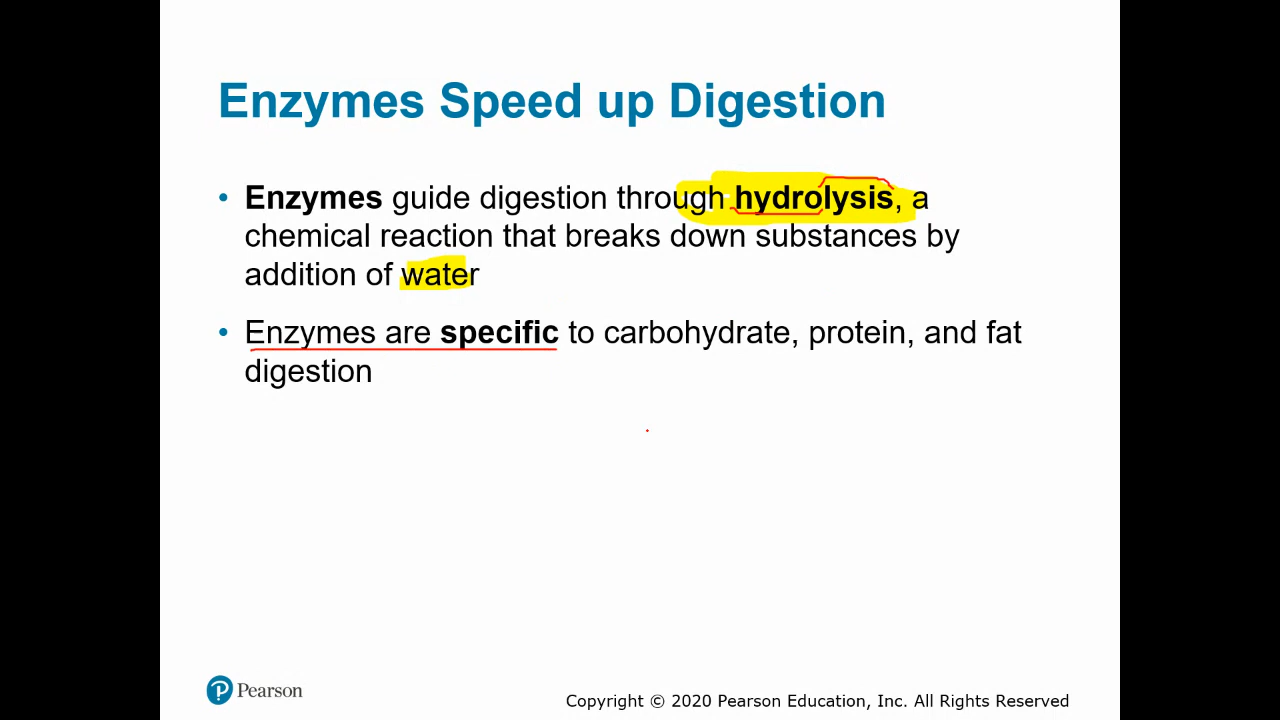 Enzymes Speed up Digestion
• Enzymes guide digestion through hydrolysis, a
chemical reaction that breaks down substances by
addition of water
• Enzymes are specific to carbohydrate, protein, and fat
digestion
Pearson
Copyright © 2020 Pearson Education, Inc. All Rights Reserved